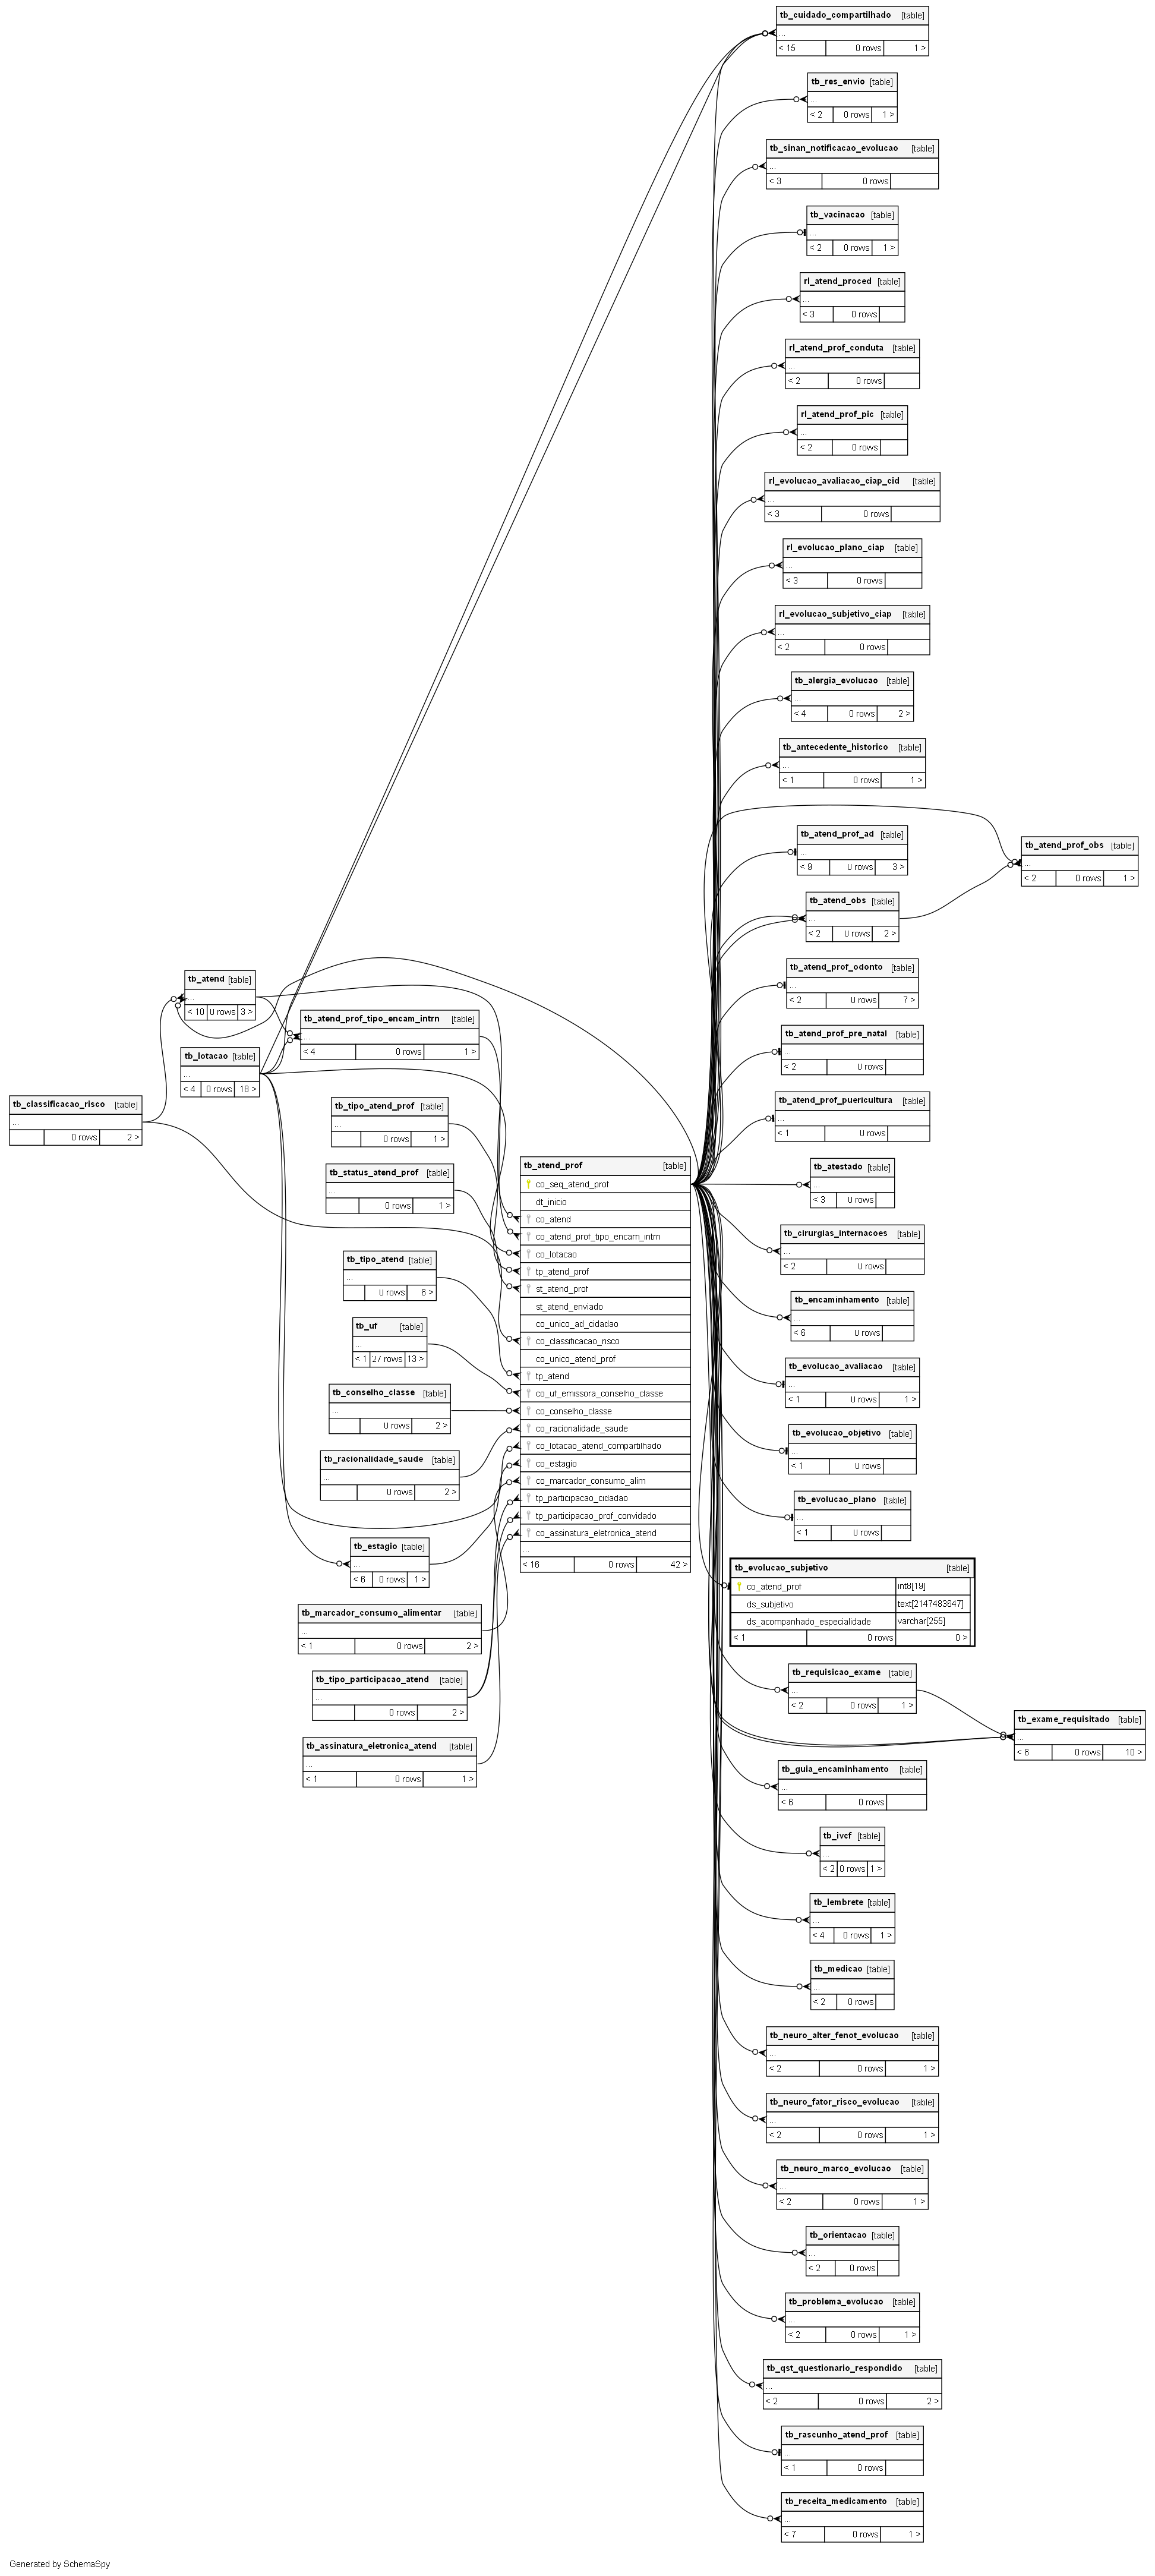 tb_cuidado_compartilhado [table]
...
< 15 0 rows 1 >
tb_res_envio [table]
...
< 2 0 rows 1 >
tb_sinan_notificacao_evolucao [table]
...
< 3 0 rows
tb_vacinacao [table]
...
< 2 0 rows 1 >
rl_atend_proced [table]
...
< 3 0 rows
rl_atend_prof_conduta [table]
...
< 2 0 rows
rl_atend_prof_pic [table]
...
< 2 0 rows
rl_evolucao_avaliacao_ciap_cid [table]
...
< 3 0 rows
rl_evolucao_plano_ciap [table]
...
< 3 0 rows
rl_evolucao_subjetivo_ciap [table]
...
< 2 0 rows
tb_alergia_evolucao [table]
...
< 4 0 rows 2 >
tb_antecedente_historico [table]
...
< 1 0 rows 1 >
tb_atend_prof_ad [table]
...
< 9 0 rows 3 >
tb_atend_prof_obs [table]
...
< 2 0 rows 1 >
tb_atend_obs [table]
...
< 2 0 rows 2 >
tb_atend_prof_odonto [table]
...
< 2 0 rows 7 >
tb_atend_prof_pre_natal [table]
...
< 2 0 rows
tb_atend_prof_puericultura [table]
...
< 1 0 rows
tb_atestado [table]
...
< 3 0 rows
tb_cirurgias_internacoes [table]
...
< 2 0 rows
tb_encaminhamento [table]
...
< 6 0 rows
tb_evolucao_avaliacao [table]
...
< 1 0 rows 1 >
tb_evolucao_objetivo [table]
...
< 1 0 rows
tb_evolucao_plano [table]
...
< 1 0 rows
tb_evolucao_subjetivo [table]
co_atend_prof int8[19]
ds_subjetivo text[2147483647]
ds_acompanhado_especialidade varchar[255]
< 1 0 rows 0 >
tb_requisicao_exame [table]
...
< 2 0 rows 1 >
tb_exame_requisitado [table]
...
< 6 0 rows 10 >
tb_guia_encaminhamento [table]
...
< 6 0 rows
tb_ivcf [table]
...
< 2 0 rows 1 >
tb_lembrete [table]
...
< 4 0 rows 1 >
tb_medicao [table]
...
< 2 0 rows
tb_neuro_alter_fenot_evolucao [table]
...
< 2 0 rows 1 >
tb_neuro_fator_risco_evolucao [table]
...
< 2 0 rows 1 >
tb_neuro_marco_evolucao [table]
...
< 2 0 rows 1 >
tb_orientacao [table]
...
< 2 0 rows
tb_problema_evolucao [table]
...
< 2 0 rows 1 >
tb_qst_questionario_respondido [table]
...
< 2 0 rows 2 >
tb_rascunho_atend_prof [table]
...
< 1 0 rows
tb_receita_medicamento [table]
...
< 7 0 rows 1 >
tb_atend [table]
...
< 10 0 rows 3 >
tb_lotacao [table]
...
< 4 0 rows 18 >
tb_classificacao_risco [table]
...
0 rows 2 >
tb_atend_prof_tipo_encam_intrn [table]
...
< 4 0 rows 1 >
tb_tipo_atend_prof [table]
...
0 rows 1 >
tb_status_atend_prof [table]
...
0 rows 1 >
tb_tipo_atend [table]
...
0 rows 6 >
tb_uf [table]
...
< 1 27 rows 13 >
tb_conselho_classe [table]
...
0 rows 2 >
tb_racionalidade_saude [table]
...
0 rows 2 >
tb_estagio [table]
...
< 6 0 rows 1 >
tb_marcador_consumo_alimentar [table]
...
< 1 0 rows 2 >
tb_tipo_participacao_atend [table]
...
0 rows 2 >
tb_assinatura_eletronica_atend [table]
...
< 1 0 rows 1 >
tb_atend_prof [table]
co_seq_atend_prof
dt_inicio
co_atend
co_atend_prof_tipo_encam_intrn
co_lotacao
tp_atend_prof
st_atend_prof
st_atend_enviado
co_unico_ad_cidadao
co_classificacao_risco
co_unico_atend_prof
tp_atend
co_uf_emissora_conselho_classe
co_conselho_classe
co_racionalidade_saude
co_lotacao_atend_compartilhado
co_estagio
co_marcador_consumo_alim
tp_participacao_cidadao
tp_participacao_prof_convidado
co_assinatura_eletronica_atend
...
< 16 0 rows 42 >
Generated by SchemaSpy